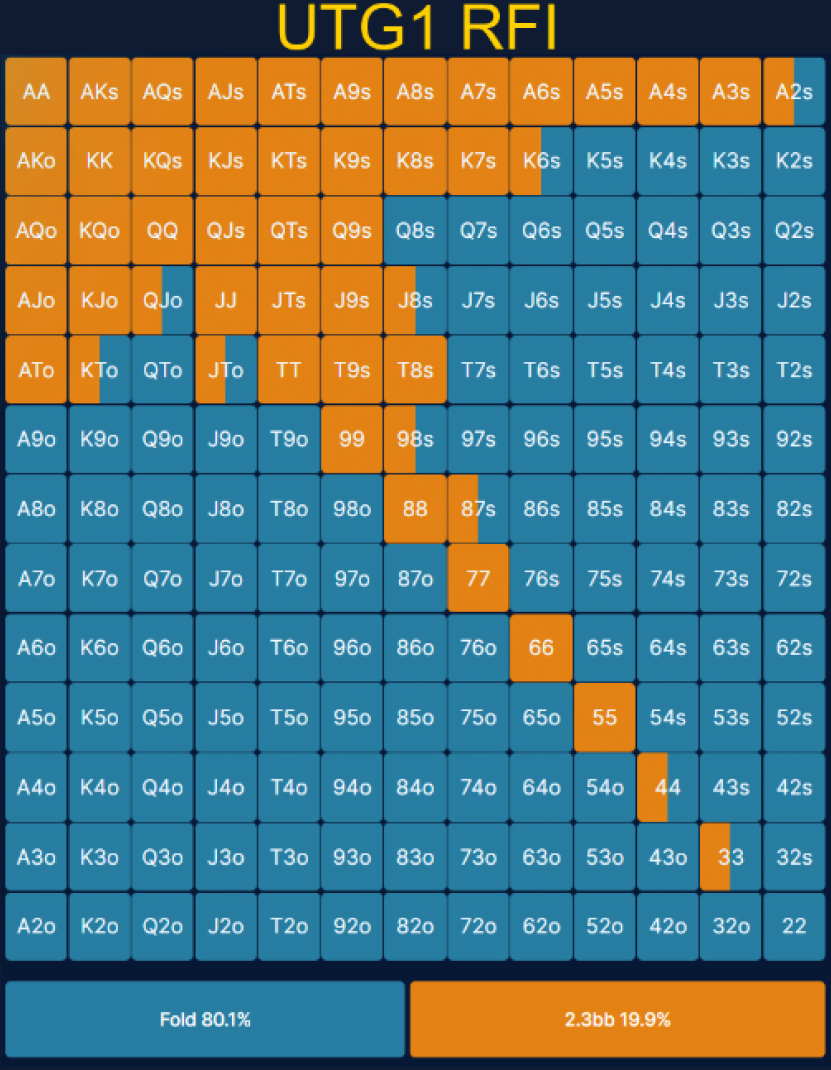 UTG1 RFI
AA AKs AQs AJs ATs A9s A8s A7s A6s A5s A4s A3s A2s
AKo KK KQs KJs KTs K9s K8s K7s K6s K5s K4s K3s K2s
AQo KQo QQ QJs QTs Q9s Q8s Q7s Q6s Q5s Q4s Q3s Q2s
AJo KJo QJo JJ JTs J9s J8s J7s J6s J5s J4s J3s J2s
ATo KTo QTo JTo TT T9s T8s T7s T6s T5s T4s T3s T2s
A9o K9o Q9o J9o T9o 99 98s 97s 96s 95s 94s 93s 92s
A8o K8o Q8o J8o T8o 98o 88 87s 86s 85s 84s 83s 82s
A7o K7o Q7o J7o T7o 97o 87o 77 76s 75s 74s 73s 72s
A6o K6o Q6o J6o T6o 96o 86o 76o 66 65s 64s 63s 62s
A5o K5o Q5o J5o T5o 95o 85o 75o 65o 55 54s 53s 52s
A4o K4o Q4o J4o T4o 94o 84o 74o 64o 54o 44 43s 42s
A3o K3o Q3o J3o T3o 93o 83o 73o 63o 53o 43o 33 32s
A2o K2o Q2o J2o T2o 92o 82o 72o 62o 52o 42o 32o 22
Fold 80.1% 2.3bb 19.9%